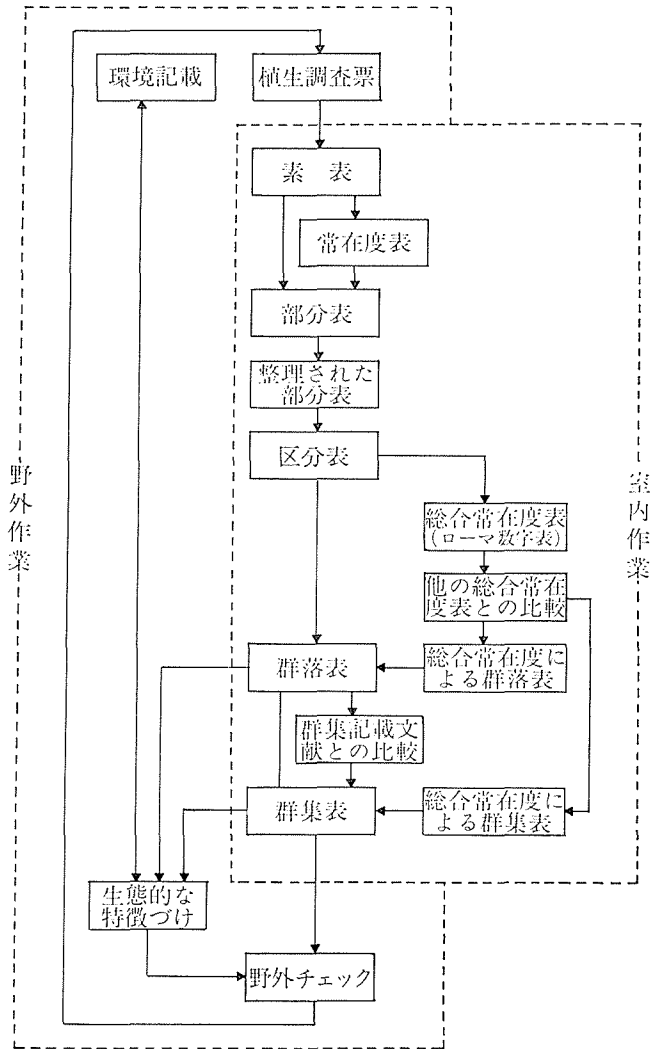 環境記載
植生調査票
素 表
常在度表
部分表
整理された
部分表
区分表
総合常在度表
(ローマ数字表)
他の総合常在
度表との比較
群落表
総合常在度に
よる群落表
群集記載文
献との比較
群集表
総合常在度に
よる群集表
生態的な
特徴づけ
野外チェック
野外作業
室内作業